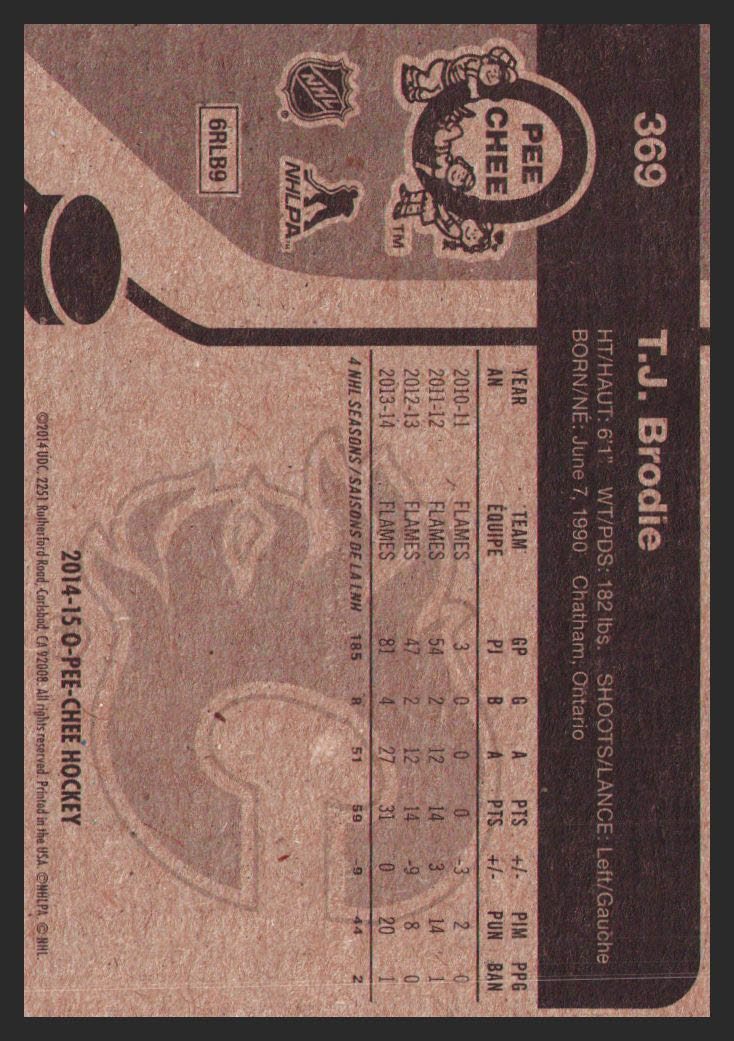 369
T.J. Brodie
HT/HAUT: 6'1" WT/PDS: 182 lbs. SHOOTS/LANCE: Left/Gauche
BORN/NE: June 7, 1990 Chatham, Ontario
PEE
CHEE
TM
NHL
NHLPA™
6RLB9
YEAR TEAM GP G A PTS +/- PIM PPG
AN ÉQUIPE PJ B A PTS +/- PUN BAN
2010-11 FLAMES 3 0 0 0 -3 2 0
2011-12 FLAMES 54 2 12 14 3 14 1
2012-13 FLAMES 47 2 12 14 -9 8 0
2013-14 FLAMES 81 4 27 31 0 20 1
4 NHL SEASONS/SAISONS DE LA LNH 185 8 51 59 -9 44 2
2014-15 O-PEE-CHEE HOCKEY
©2014 UDC, 2251 Rutherford Road, Carlsbad, CA 92008. All rights reserved. Printed in the USA. ©NHLPA. ©NHL.